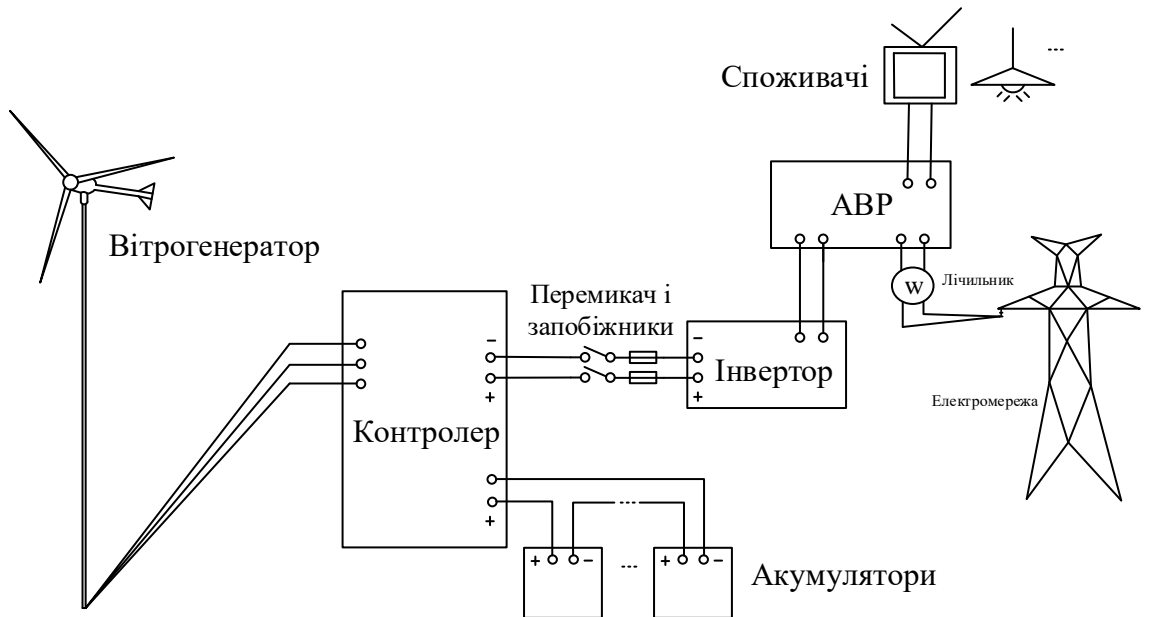 Споживачі
...
АВР
Вітрогенератор
Лічильник
W
Перемикач і
запобіжники
−
−
Інвертор
+
+
Електромережа
Контролер
+
+ −
...
+ −
...
Акумулятори